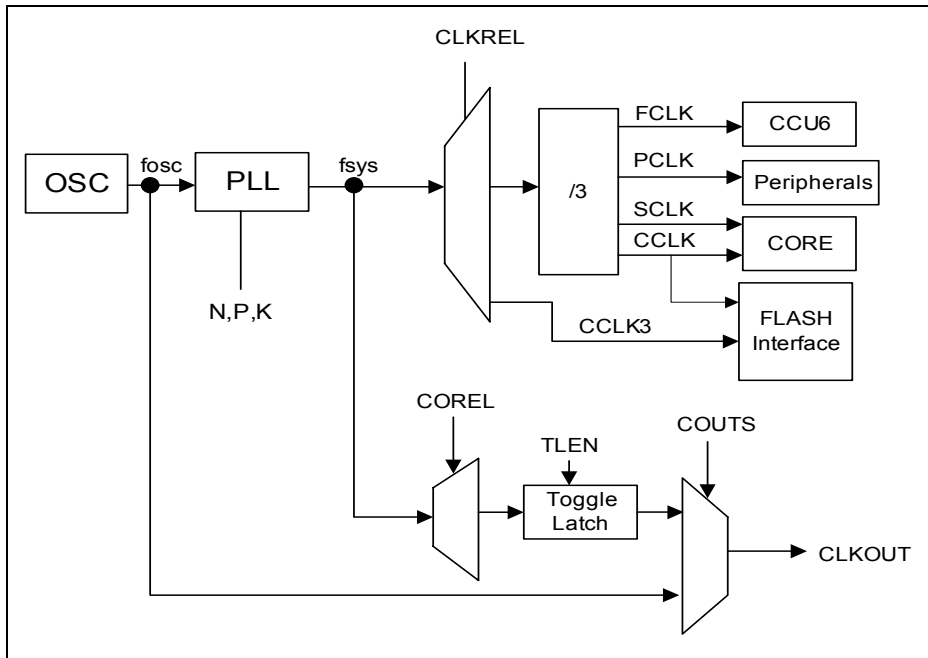 CLKREL
FCLK
CCU6
fosc
fsys
OSC
PLL
/3
PCLK
Peripherals
SCLK
CCLK
CORE
N,P,K
CCLK3
FLASH
Interface
COREL
COUTS
TLEN
Toggle
Latch
CLKOUT